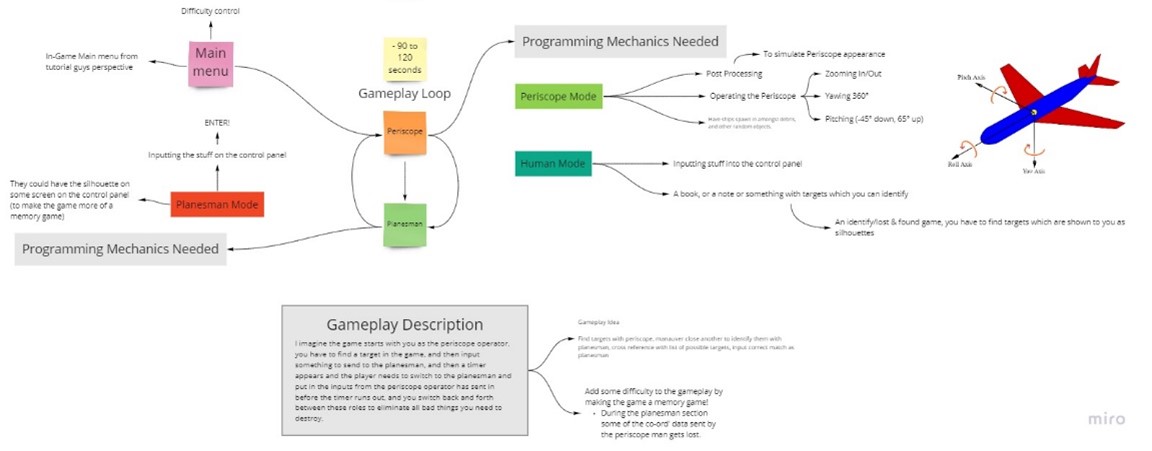 Difficulty control
In-Game Main menu from
tutorial guys perspective
Main
menu
- 90 to
120
seconds
Gameplay Loop
Periscope
Planesman
ENTER!
Inputting the stuff on the control panel
They could have the silhouette on
some screen on the control panel
(to make the game more of a
memory game)
Planesman Mode
Programming Mechanics Needed
Programming Mechanics Needed
To simulate Periscope appearance
Post Processing
Periscope Mode
Operating the Periscope
Zooming In/Out
Yawing 360°
Pitching (-45° down, 65° up)
Have ships spawn in amongst debris,
and other random objects.
Human Mode
Inputting stuff into the control panel
A book, or a note or something with targets which you can identify
An identify/lost & found game, you have to find targets which are shown to you as
silhouettes
Pitch Axis
Roll Axis
Yaw Axis
Gameplay Description
I imagine the game starts with you as the periscope operator,
you have to find a target in the game, and then input
something to send to the planesman, and then a timer
appears and the player needs to switch to the planesman and
put in the inputs from the periscope operator has sent in
before the timer runs out, and you switch back and forth
between these roles to eliminate all bad things you need to
destroy.
Gameplay Idea
Find targets with periscope, manauver close another to identify them with
planesman, cross reference with list of possible targets, input correct match as
planesman
Add some difficulty to the gameplay by
making the game a memory game!
• During the planesman section
some of the co-ord' data sent by
the periscope man gets lost.
miro